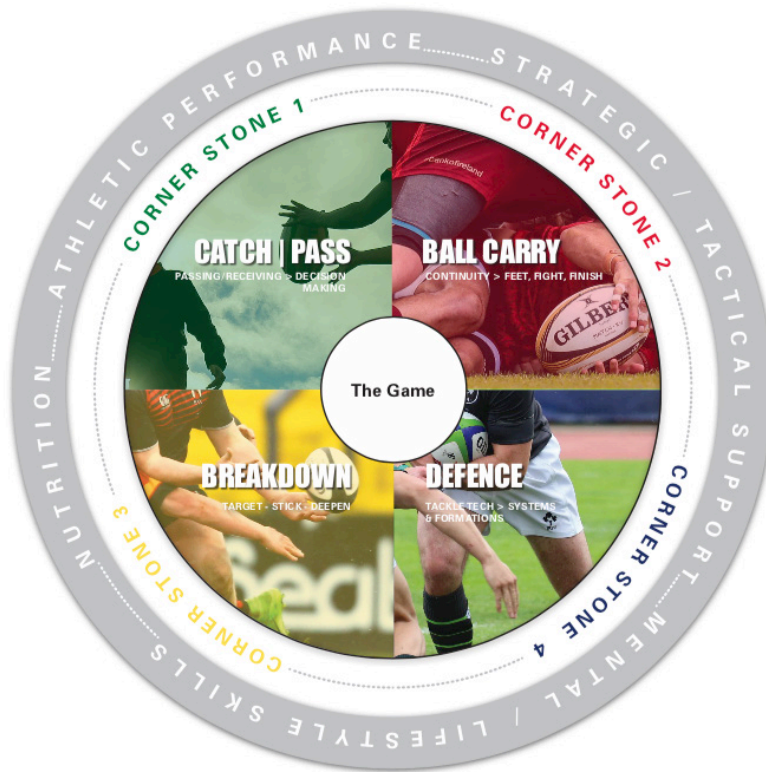 ATHLETIC PERFORMANCE
STRATEGIC / TACTICAL SUPPORT
MENTAL / LIFESTYLE SKILLS
NUTRITION
CORNER STONE 1
CORNER STONE 2
CORNER STONE 3
CORNER STONE 4
CATCH | PASS
PASSING/RECEIVING > DECISION
MAKING
BALL CARRY
CONTINUITY > FEET, FIGHT, FINISH
GILBER
The Game
BREAKDOWN
TARGET - STICK - DEEPEN
DEFENCE
TACKLE TECH > SYSTEMS
& FORMATIONS
Seal